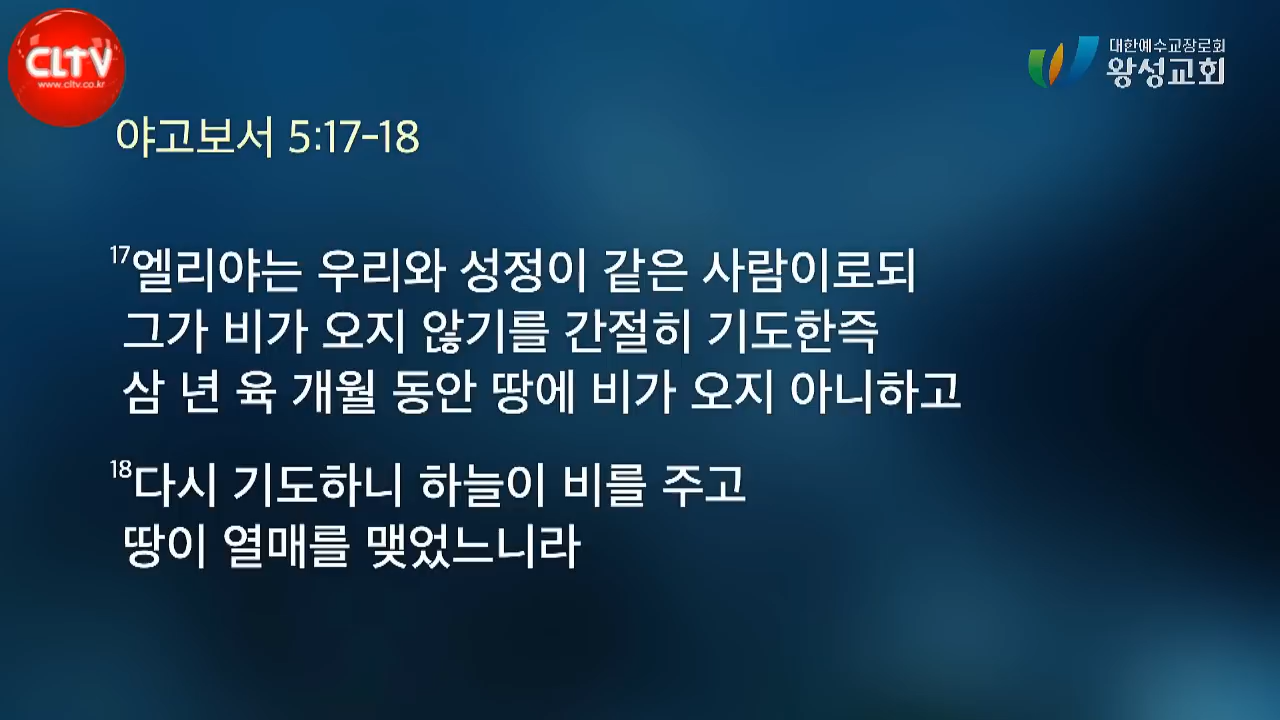 CLTV
www.cltv.co.kr
대한예수교장로회
왕성교회
야고보서 5:17-18
17엘리야는 우리와 성정이 같은 사람이로되
그가 비가 오지 않기를 간절히 기도한즉
삼 년 육 개월 동안 땅에 비가 오지 아니하고
18다시 기도하니 하늘이 비를 주고
땅이 열매를 맺었느니라